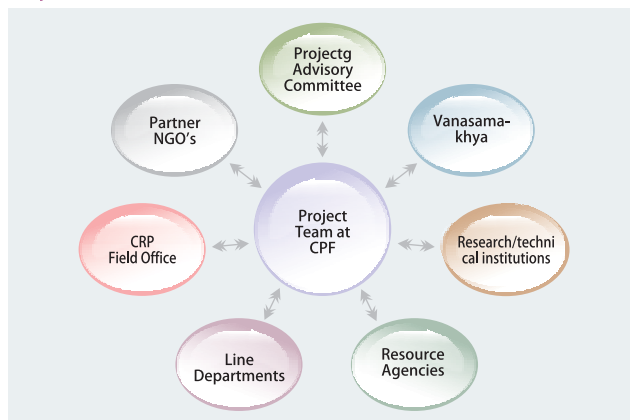 Projectg
Advisory
Committee
Partner
NGO's
Vanasama-
khya
Project
Team at
CPF
CRP
Field Office
Research/techni
cal institutions
Line
Departments
Resource
Agencies